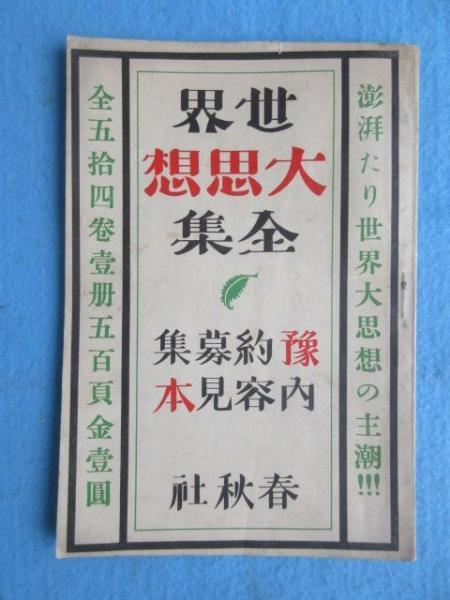 澎湃たり世界大思想の主潮!!!
世界
大思想
全集
豫約募集
内容見本
春秋社
全五拾四卷壹册五百頁金壹圓